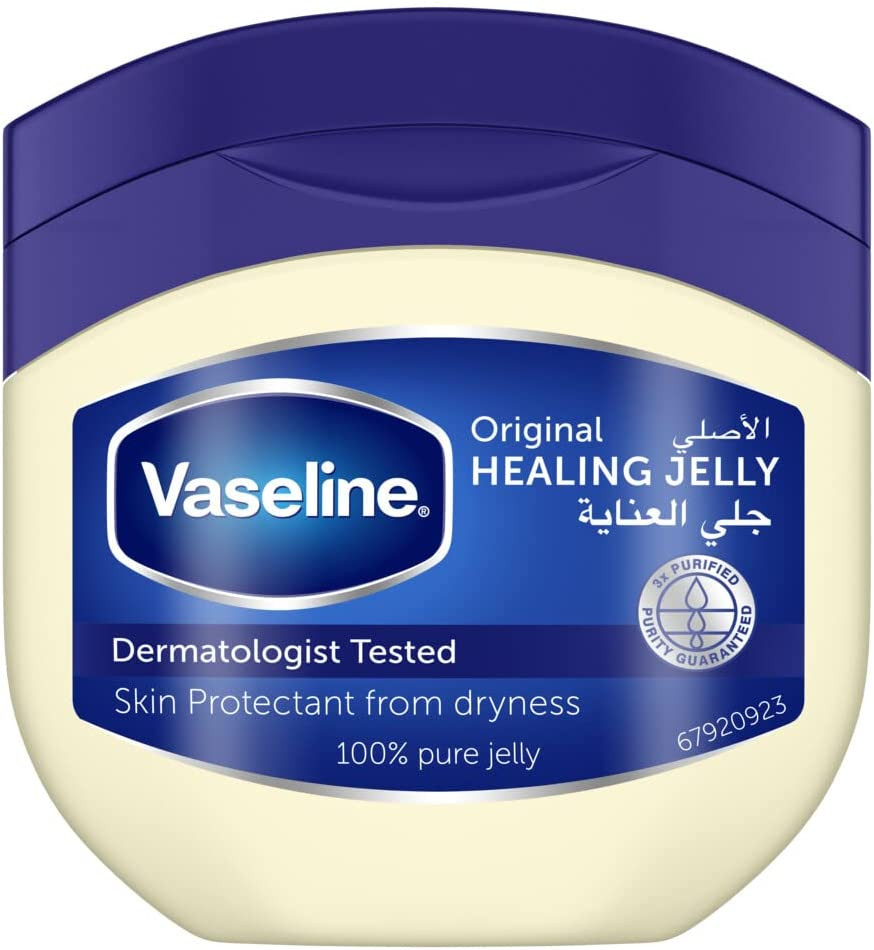 Vaseline®
Original الأصلي
HEALING JELLY
جلي العناية
3x PURIFIED
PURITY GUARANTEED
Dermatologist Tested
Skin Protectant from dryness
100% pure jelly
67920923